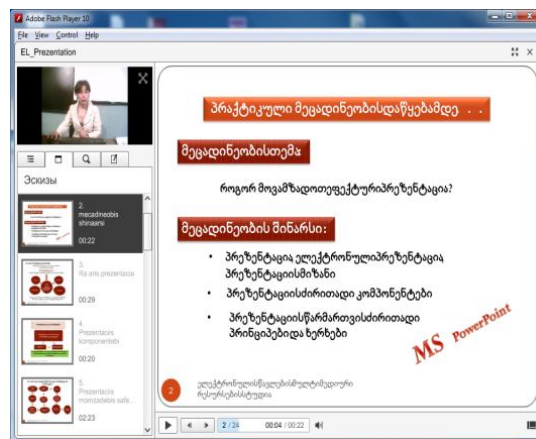 Adobe Flash Player 10
File View Control Help
EL_Prezentation
Эскизы
2.
mecadineobis
shinaarsi
00:22
3.
Ra aris prezentacia
00:29
4.
Prezentaciis
komponentebi
00:20
5.
Prezentaciis
momzadebis safe...
02:23
პრაქტიკული მეცადინეობისდაწყებამდე. . .
მეცადინეობისთემა:
როგორ მოვამზადოთეფექტურიპრეზენტაცია?
მეცადინეობის შინარსი:
• პრეზენტაცია, ელექტრონულიპრეზენტაცია,
პრეზენტაციისმიზანი
• პრეზენტაციისძირითადი კომპონენტები
• პრეზენტაციისწარმართვისძირითადი
პრინციპებიდა ხერხები
MS PowerPoint
2
ელექტრონულისწავლებისმულტიმედიური
რესურსებისსტუდია
2 / 24
00:04 / 00:22